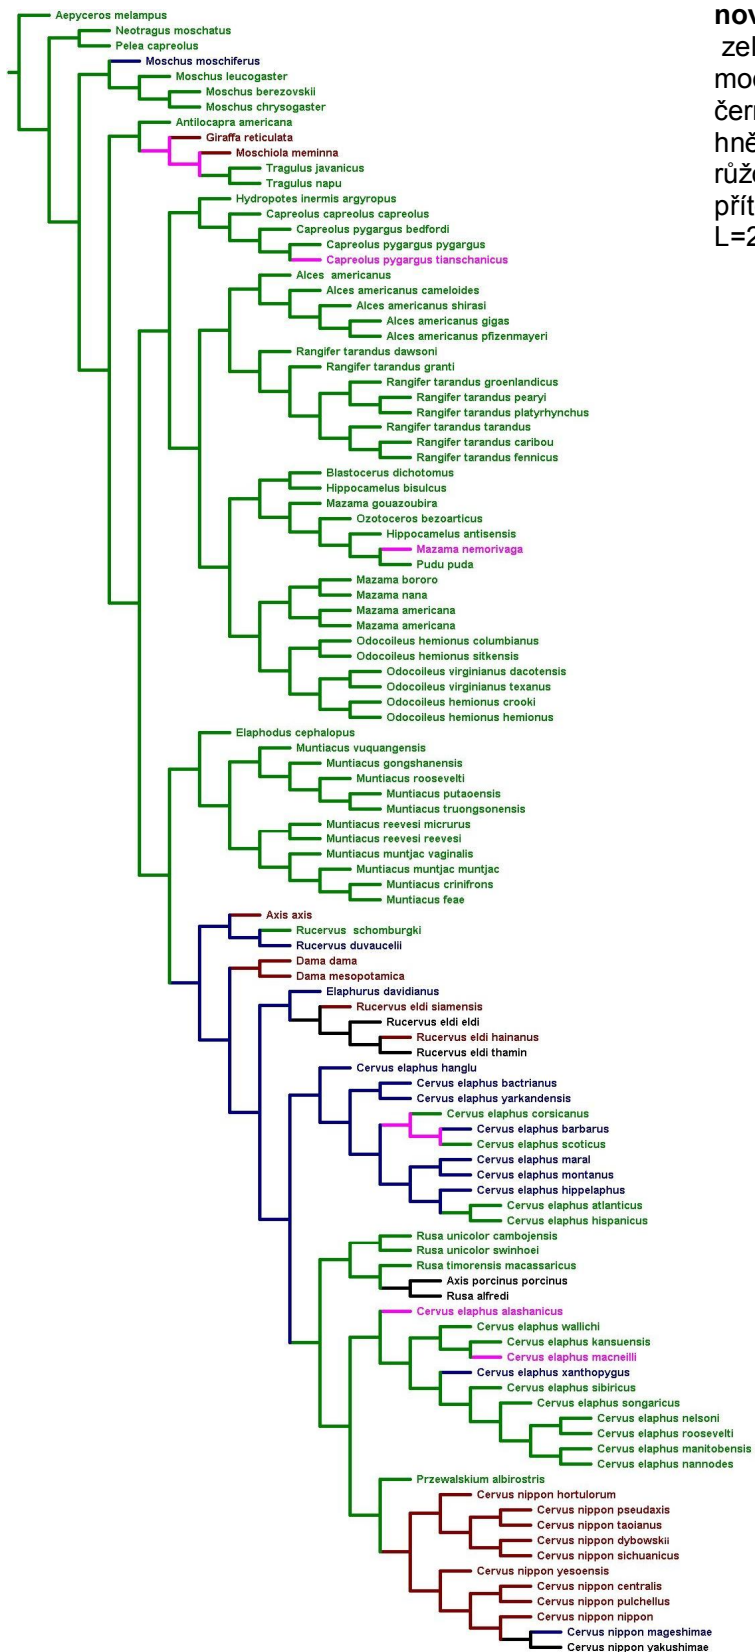 nov
zel
mod
čern
hně
růžo
přít
L=2
Aepyceros melampus
Neotragus moschatus
Pelea capreolus
Moschus moschiferus
Moschus leucogaster
Moschus berezovskii
Moschus chrysogaster
Antilocapra americana
Giraffa reticulata
Moschiola meminna
Tragulus javanicus
Tragulus napu
Hydropotes inermis argyropus
Capreolus capreolus capreolus
Capreolus pygargus bedfordi
Capreolus pygargus pygargus
Capreolus pygargus tianschanicus
Alces americanus
Alces americanus cameloides
Alces americanus shirasi
Alces americanus gigas
Alces americanus pfizenmayeri
Rangifer tarandus dawsoni
Rangifer tarandus granti
Rangifer tarandus groenlandicus
Rangifer tarandus pearyi
Rangifer tarandus platyrhynchus
Rangifer tarandus tarandus
Rangifer tarandus caribou
Rangifer tarandus fennicus
Blastocerus dichotomus
Hippocamelus bisulcus
Mazama gouazoubira
Ozotoceros bezoarticus
Hippocamelus antisensis
Mazama nemorivaga
Pudu puda
Mazama bororo
Mazama nana
Mazama americana
Mazama americana
Odocoileus hemionus columbianus
Odocoileus hemionus sitkensis
Odocoileus virginianus dacotensis
Odocoileus virginianus texanus
Odocoileus hemionus crooki
Odocoileus hemionus hemionus
Elaphodus cephalopus
Muntiacus vuquangensis
Muntiacus gongshanensis
Muntiacus roosevelti
Muntiacus putaoensis
Muntiacus truongsonensis
Muntiacus reevesi micrurus
Muntiacus reevesi reevesi
Muntiacus muntjac vaginalis
Muntiacus muntjac muntjac
Muntiacus crinifrons
Muntiacus feae
Axis axis
Rucervus schomburgki
Rucervus duvaucelii
Dama dama
Dama mesopotamica
Elaphurus davidianus
Rucervus eldi siamensis
Rucervus eldi eldi
Rucervus eldi hainanus
Rucervus eldi thamin
Cervus elaphus hanglu
Cervus elaphus bactrianus
Cervus elaphus yarkandensis
Cervus elaphus corsicanus
Cervus elaphus barbarus
Cervus elaphus scoticus
Cervus elaphus maral
Cervus elaphus montanus
Cervus elaphus hippelaphus
Cervus elaphus atlanticus
Cervus elaphus hispanicus
Rusa unicolor cambojensis
Rusa unicolor swinhoei
Rusa timorensis macassaricus
Axis porcinus porcinus
Rusa alfredi
Cervus elaphus alashanicus
Cervus elaphus wallichi
Cervus elaphus kansuensis
Cervus elaphus macneilli
Cervus elaphus xanthopygus
Cervus elaphus sibiricus
Cervus elaphus songaricus
Cervus elaphus nelsoni
Cervus elaphus roosevelti
Cervus elaphus manitobensis
Cervus elaphus nannodes
Przewalskium albirostris
Cervus nippon hortulorum
Cervus nippon pseudaxis
Cervus nippon taoianus
Cervus nippon dybowskii
Cervus nippon sichuanicus
Cervus nippon yesoensis
Cervus nippon centralis
Cervus nippon pulchellus
Cervus nippon nippon
Cervus nippon mageshimae
Cervus nippon yakushimae